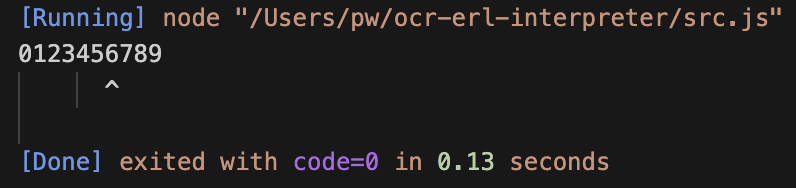 [Running] node "/Users/pw/ocr-erl-interpreter/src.js"
0123456789
      ^
[Done] exited with code=0 in 0.13 seconds